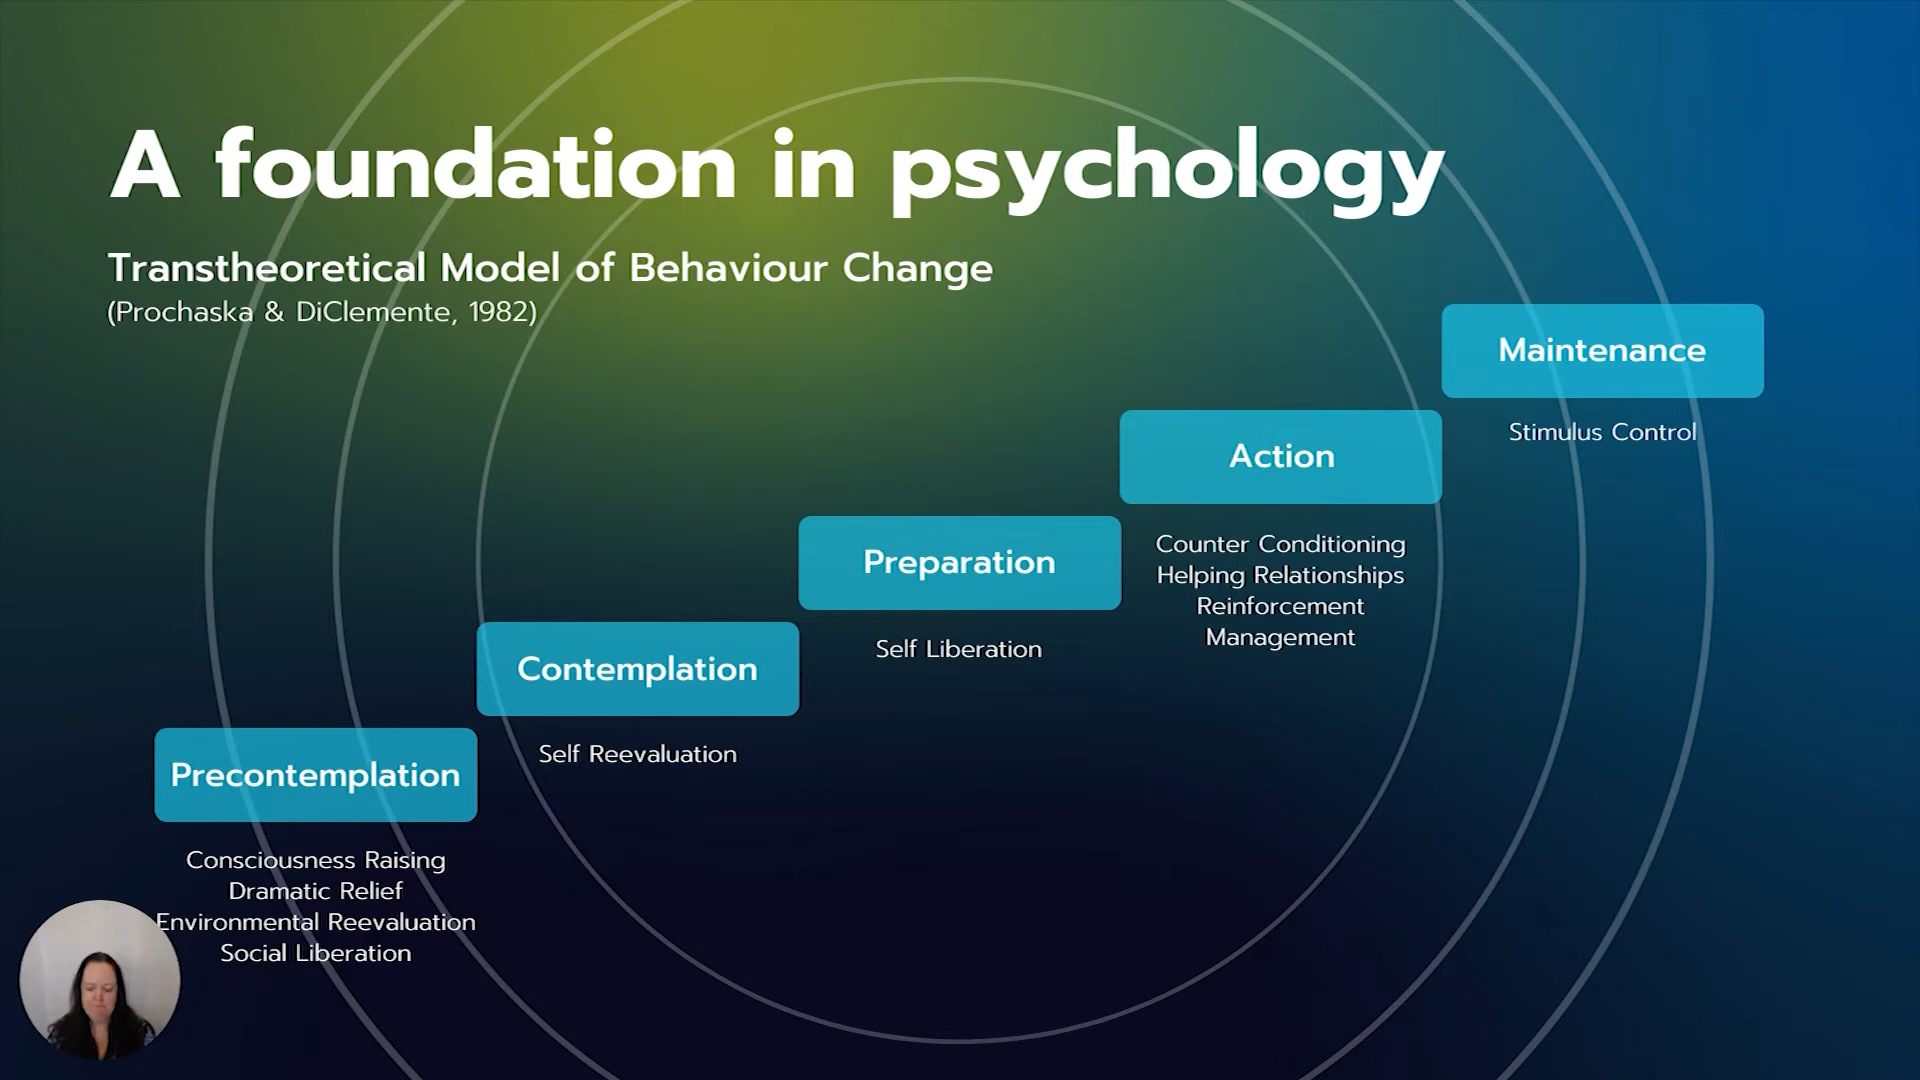 A foundation in psychology
Transtheoretical Model of Behaviour Change
(Prochaska & DiClemente, 1982)
Precontemplation
Consciousness Raising
Dramatic Relief
Environmental Reevaluation
Social Liberation
Contemplation
Self Reevaluation
Preparation
Self Liberation
Action
Counter Conditioning
Helping Relationships
Reinforcement
Management
Maintenance
Stimulus Control